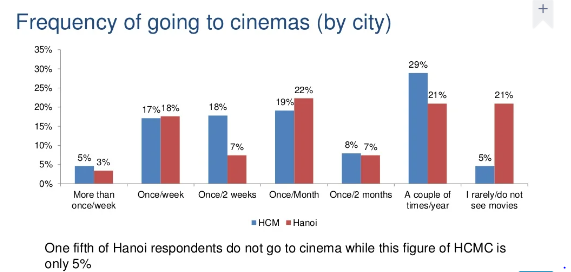 Frequency of going to cinemas (by city)
+
35%
30%
25%
20%
15%
10%
5%
0%
5% 3%
17% 18%
18% 7%
19% 22%
8% 7%
29% 21%
5% 21%
More than once/week
Once/week
Once/2 weeks
Once/Month
Once/2 months
A couple of times/year
I rarely/do not see movies
HCM Hanoi
One fifth of Hanoi respondents do not go to cinema while this figure of HCMC is
only 5%